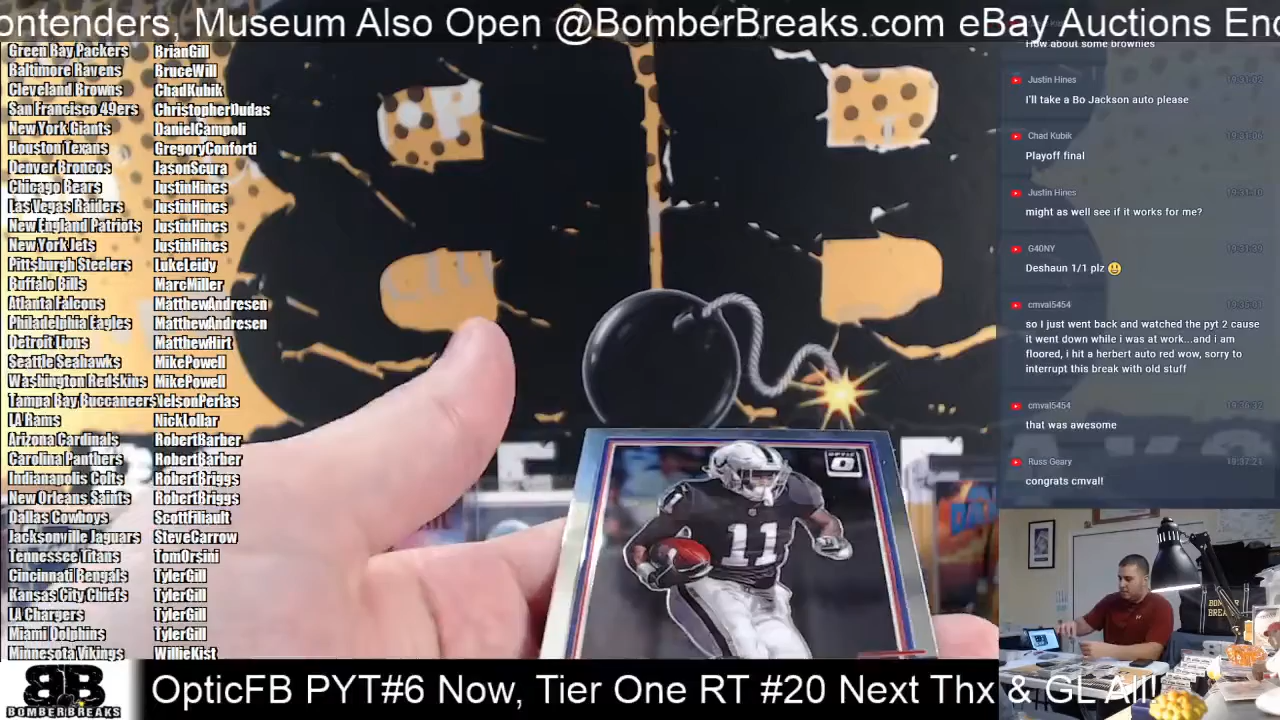 ontenders, Museum Also Open @BomberBreaks.com eBay Auctions End
Green Bay Packers BrianGill
Baltimore Ravens BruceWill
Cleveland Browns ChadKubik
San Francisco 49ers ChristopherDudas
New York Giants DanielCampoli
Houston Texans GregoryConforti
Denver Broncos JasonScura
Chicago Bears JustinHines
Las Vegas Raiders JustinHines
New England Patriots JustinHines
New York Jets JustinHines
Pittsburgh Steelers LukeLeidy
Buffalo Bills MarcMiller
Atlanta Falcons MatthewAndresen
Philadelphia Eagles MatthewAndresen
Detroit Lions MatthewHirt
Seattle Seahawks MikePowell
Washington Redskins MikePowell
Tampa Bay Buccaneers NelsonPerlas
LA Rams NickLollar
Arizona Cardinals RobertBarber
Carolina Panthers RobertBarber
Indianapolis Colts RobertBriggs
New Orleans Saints RobertBriggs
Dallas Cowboys ScottFiliault
Jacksonville Jaguars SteveCarrow
Tennessee Titans TomOrsini
Cincinnati Bengals TylerGill
Kansas City Chiefs TylerGill
LA Chargers TylerGill
Miami Dolphins TylerGill
Minnesota Vikings WillieKist
OPTIC
11
How about some brownies
Justin Hines
I'll take a Bo Jackson auto please
Chad Kubik
Playoff final
Justin Hines
might as well see if it works for me?
G40NY
Deshaun 1/1 plz 😃
cmval5454
so I just went back and watched the pyt 2 cause
it went down while i was at work...and i am
floored, i hit a herbert auto red wow, sorry to
interrupt this break with old stuff
cmval5454
that was awesome
Russ Geary
19:37:21
congrats cmval!
BOMBERBREAKS
OpticFB PYT#6 Now, Tier One RT #20 Next Thx & GL All!